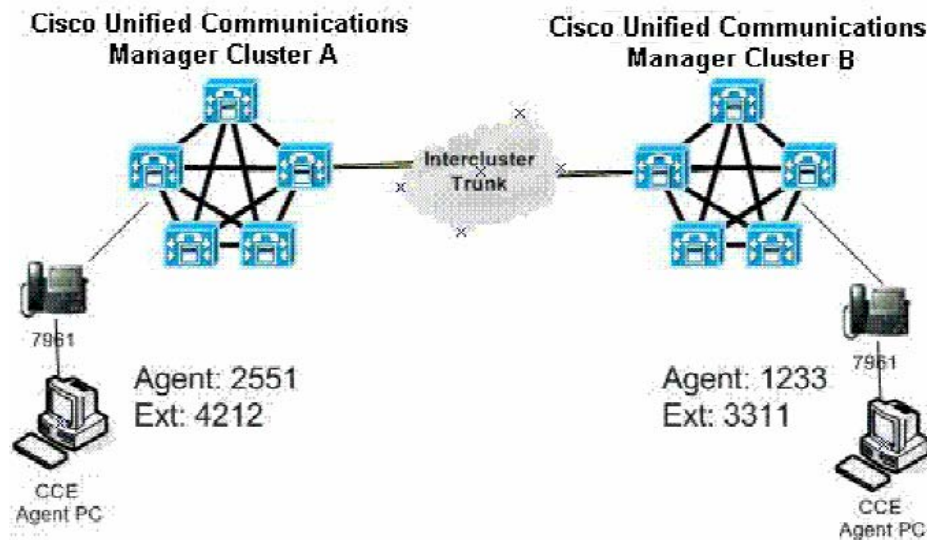 Cisco Unified Communications
Manager Cluster A
Cisco Unified Communications
Manager Cluster B
Intercluster
Trunk
7961
Agent: 2551
Ext: 4212
CCE
Agent PC
7961
Agent: 1233
Ext: 3311
CCE
Agent PC